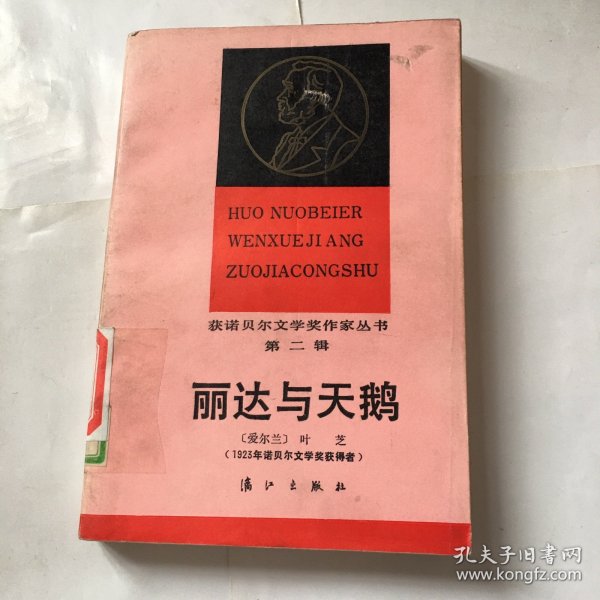 HUO NUOBEIER
WENXUEJIANG
ZUOJIACONGSHU
获诺贝尔文学奖作家丛书
第二辑
丽达与天鹅
〔爱尔兰〕叶 芝
(1923年诺贝尔文学奖获得者)
漓江出版社
孔夫子旧书网
www.kongfz.com